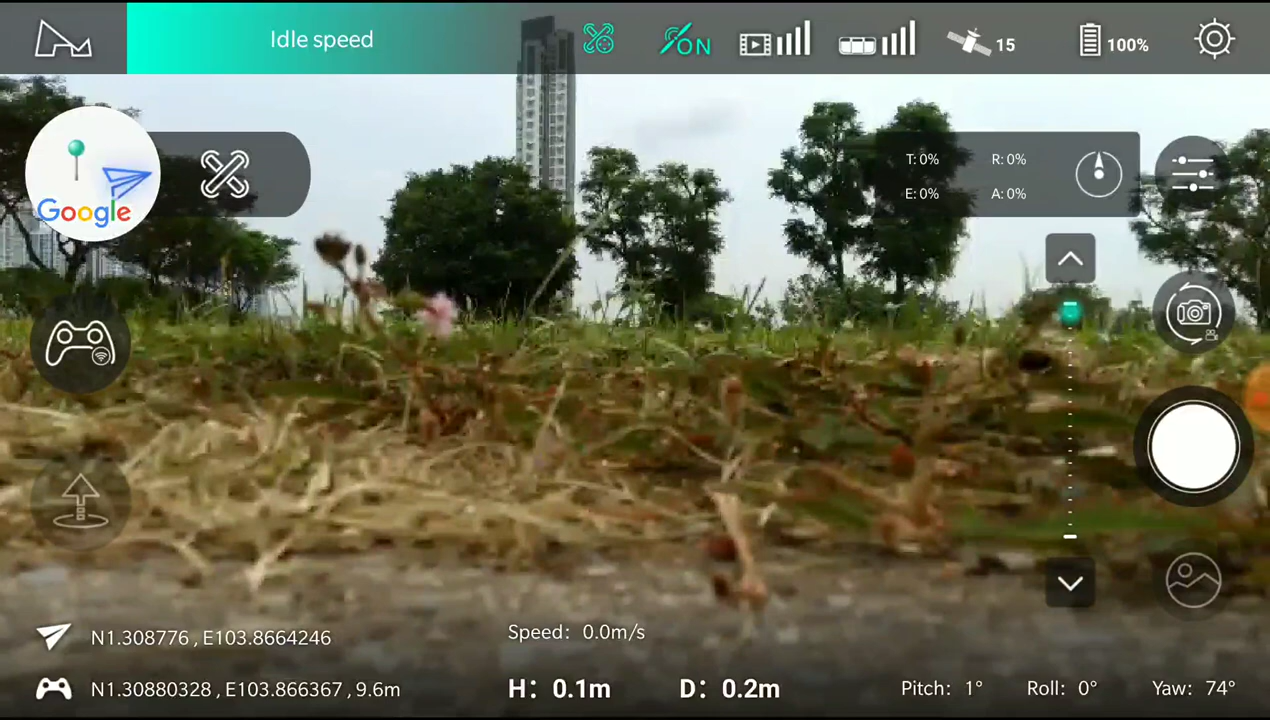 Idle speed
ON
15
100%
Google
T: 0%
R: 0%
E: 0%
A: 0%
N1.308776 , E103.8664246
Speed: 0.0m/s
N1.30880328 , E103.866367 , 9.6m
H: 0.1m
D: 0.2m
Pitch: 1°
Roll: 0°
Yaw: 74°